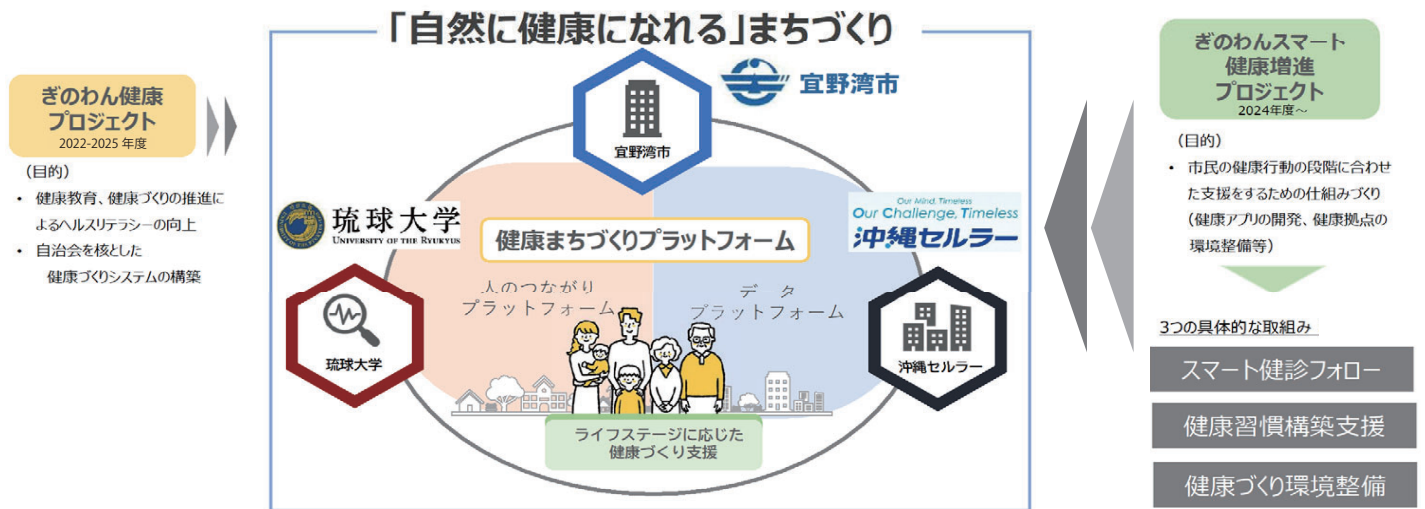 「自然に健康になれる」まちづくり
ぎのわん健康
プロジェクト
2022-2025 年度
（目的）
・ 健康教育、健康づくりの推進に
よるヘルスリテラシーの向上
・ 自治会を核とした
健康づくりシステムの構築
宜野湾市
宜野湾市
琉球大学
UNIVERSITY OF THE RYUKYUS
琉球大学
Our Mind, Timeless
Our Challenge, Timeless
沖縄セルラー
沖縄セルラー
健康まちづくりプラットフォーム
人のつながり
プラットフォーム
データ
プラットフォーム
ライフステージに応じた
健康づくり支援
ぎのわんスマート
健康増進
プロジェクト
2024年度～
（目的）
・ 市民の健康行動の段階に合わせ
た支援をするための仕組みづくり
（健康アプリの開発、健康拠点の
環境整備等）
3つの具体的な取組み
スマート健診フォロー
健康習慣構築支援
健康づくり環境整備